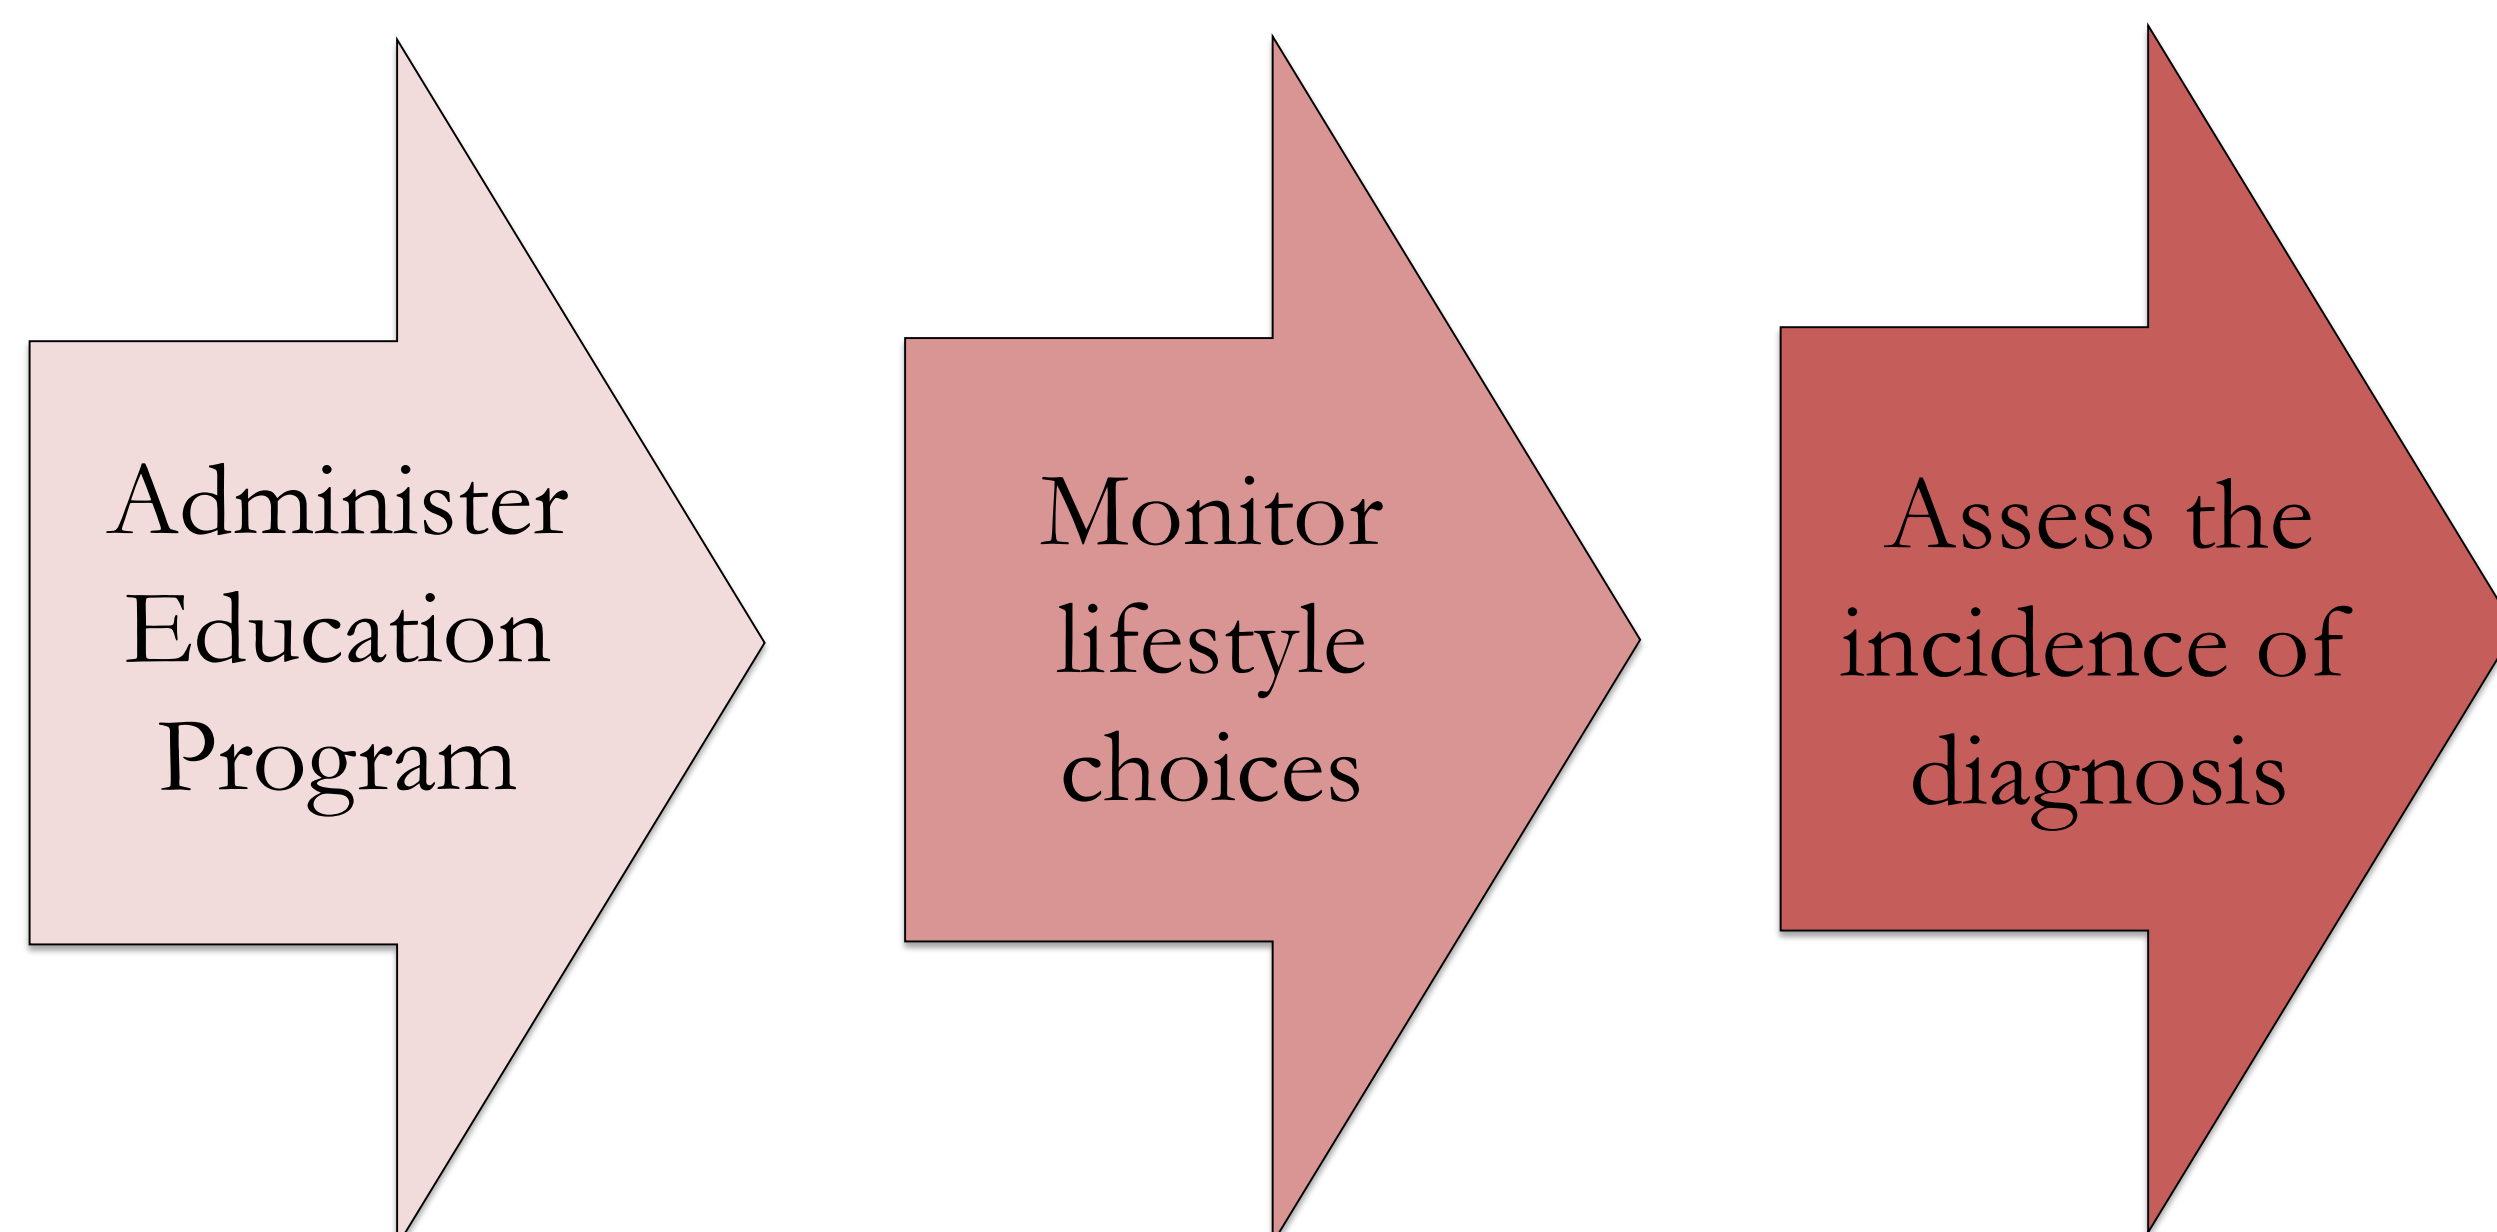 Administer
Education
Program
Monitor
lifestyle
choices
Assess the
incidence of
diagnosis